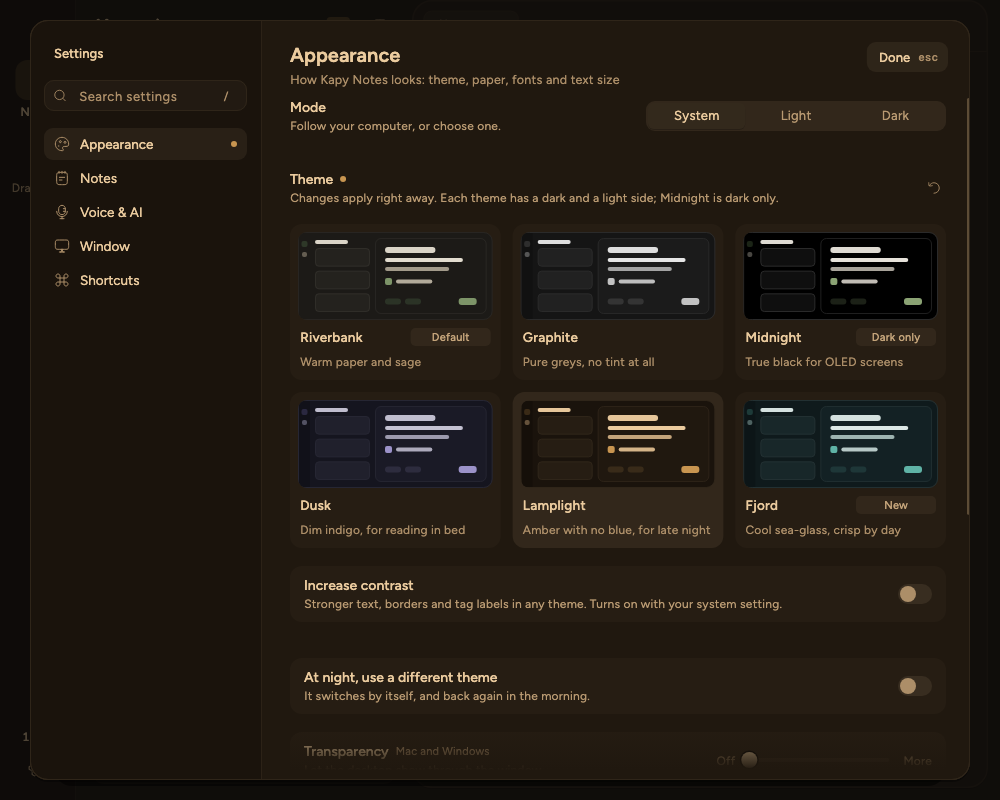 Settings
Search settings /
Appearance
Notes
Voice & AI
Window
Shortcuts
Appearance
How Kapy Notes looks: theme, paper, fonts and text size
Done esc
Mode
Follow your computer, or choose one.
System Light Dark
Theme
Changes apply right away. Each theme has a dark and a light side; Midnight is dark only.
Riverbank Default
Warm paper and sage
Graphite
Pure greys, no tint at all
Midnight Dark only
True black for OLED screens
Dusk
Dim indigo, for reading in bed
Lamplight
Amber with no blue, for late night
Fjord New
Cool sea-glass, crisp by day
Increase contrast
Stronger text, borders and tag labels in any theme. Turns on with your system setting.
At night, use a different theme
It switches by itself, and back again in the morning.
Transparency Mac and Windows
Off More